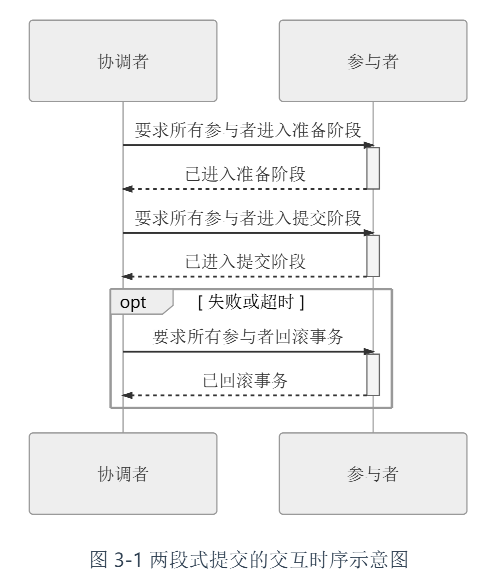 协调者 参与者
要求所有参与者进入准备阶段
已进入准备阶段
要求所有参与者进入提交阶段
已进入提交阶段
opt [ 失败或超时 ]
要求所有参与者回滚事务
已回滚事务
协调者 参与者
图 3-1 两段式提交的交互时序示意图